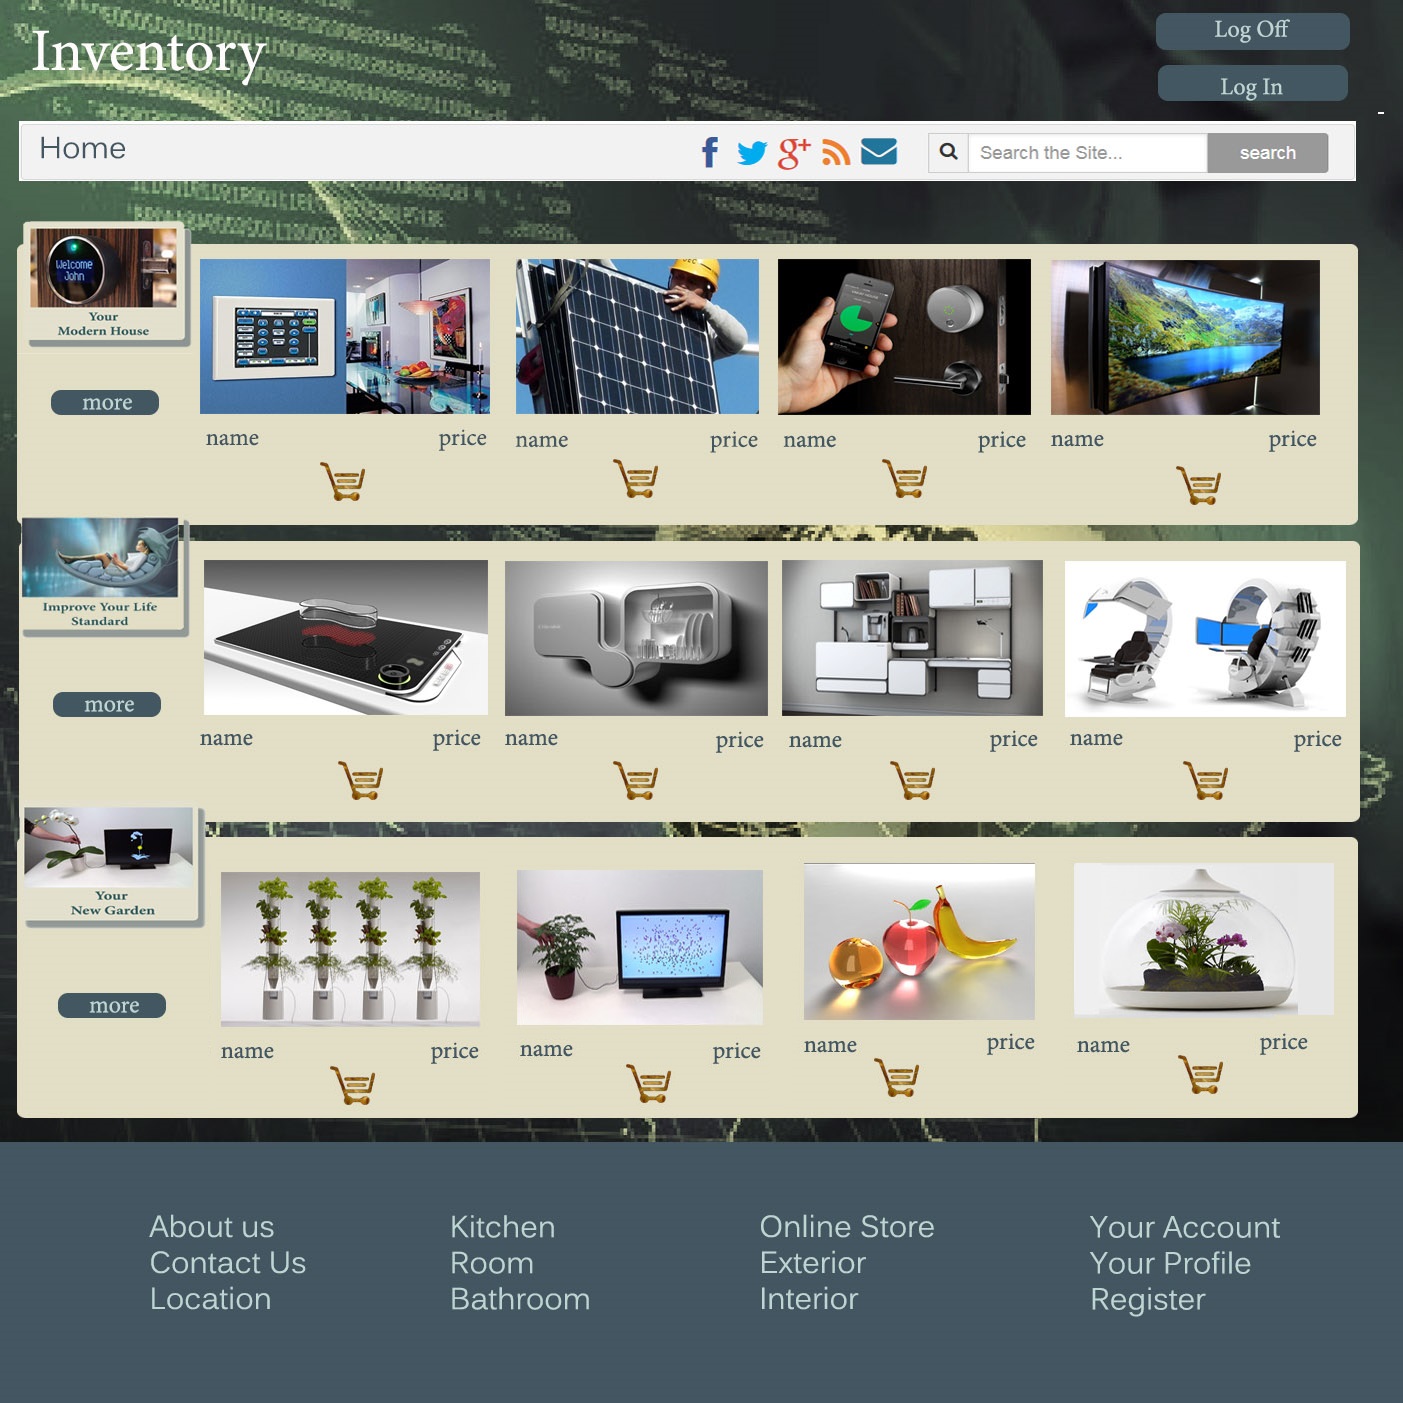 Inventory
Log Off
Log In
Home
Search the Site...
search
Welcome
John
Your
Modern House
more
name price
name price
name price
name price
Improve Your Life
Standard
more
name price
name price
name price
name price
Your
New Garden
more
name price
name price
name price
name price
About us
Contact Us
Location
Kitchen
Room
Bathroom
Online Store
Exterior
Interior
Your Account
Your Profile
Register